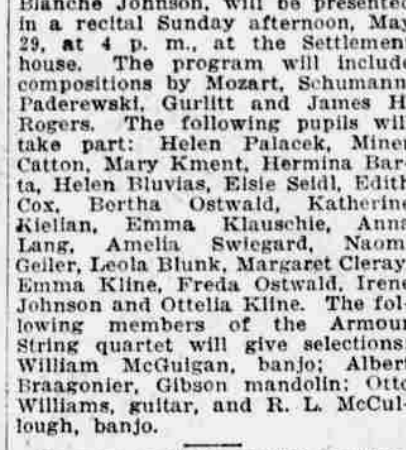 Blanche Johnson, will be presented
in a recital Sunday afternoon, May
29, at 4 p. m., at the Settlemen
house. The program will include
compositions by Mozart, Schumann
Paderewski, Gurlitt and James H
Rogers. The following pupils wil
take part: Helen Palacek, Miner
Catton, Mary Kment, Hermina Bar-
ta, Helen Bluvias, Elsie Seidl, Edith
Cox, Bertha Ostwald, Katherine
Kielian, Emma Klauschie, Anna
Lang, Amelia Swiegard, Naom
Geiler, Leola Blunk, Margaret Cleray
Emma Kline, Freda Ostwald, Irene
Johnson and Ottelia Kline. The fol-
lowing members of the Armour
String quartet will give selections
William McGuigan, banjo; Albert
Braagonier, Gibson mandolin; Otto
Williams, guitar, and R. L. McCul-
lough, banjo.